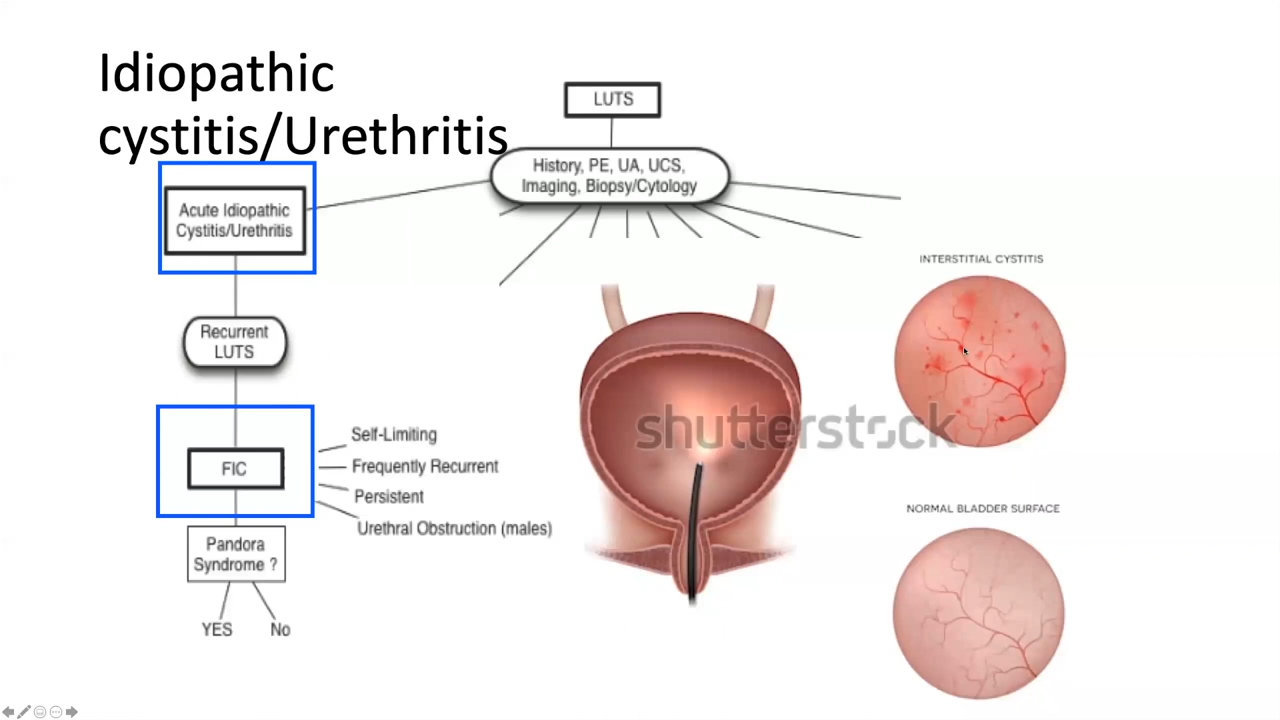 Idiopathic
cystitis/Urethritis
LUTS
History, PE, UA, UCS,
Imaging, Biopsy/Cytology
Acute Idiopathic
Cystitis/Urethritis
Recurrent
LUTS
FIC
Self-Limiting
Frequently Recurrent
Persistent
Urethral Obstruction (males)
Pandora
Syndrome ?
YES
No
shutterstock
INTERSTITIAL CYSTITIS
NORMAL BLADDER SURFACE